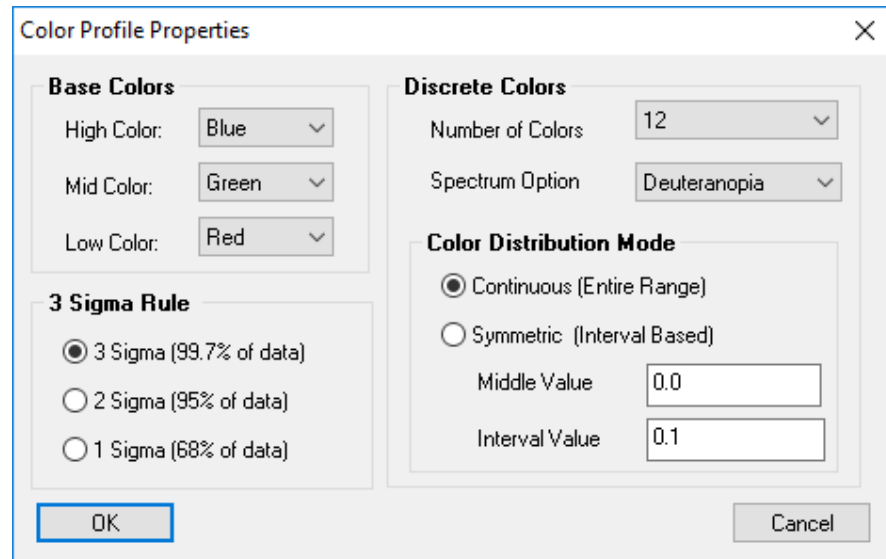 Color Profile Properties
Base Colors
High Color: Blue
Mid Color: Green
Low Color: Red
3 Sigma Rule
3 Sigma (99.7% of data)
2 Sigma (95% of data)
1 Sigma (68% of data)
Discrete Colors
Number of Colors 12
Spectrum Option Deuteranopia
Color Distribution Mode
Continuous (Entire Range)
Symmetric (Interval Based)
Middle Value 0.0
Interval Value 0.1
OK
Cancel